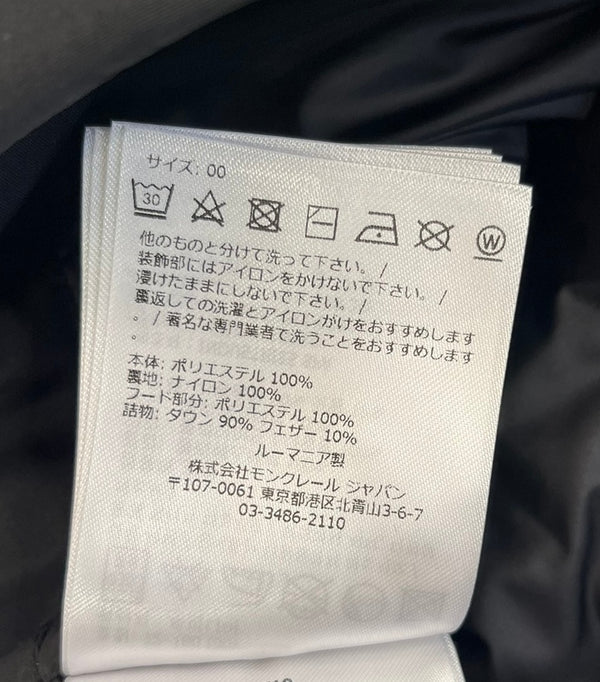 サイズ: 00
30
W
他のものと分けて洗って下さい。 /
装飾部にはアイロンをかけないで下さい。 /
浸けたままにしないで下さい。 /
裏返しての洗濯とアイロンがけをおすすめします
。 / 著名な専門業者で洗うことをおすすめします
。
本体: ポリエステル 100%
裏地: ナイロン 100%
フード部分: ポリエステル 100%
詰物: ダウン 90% フェザー 10%
ルーマニア製
株式会社モンクレール ジャパン
〒107-0061 東京都港区北青山3-6-7
03-3486-2110